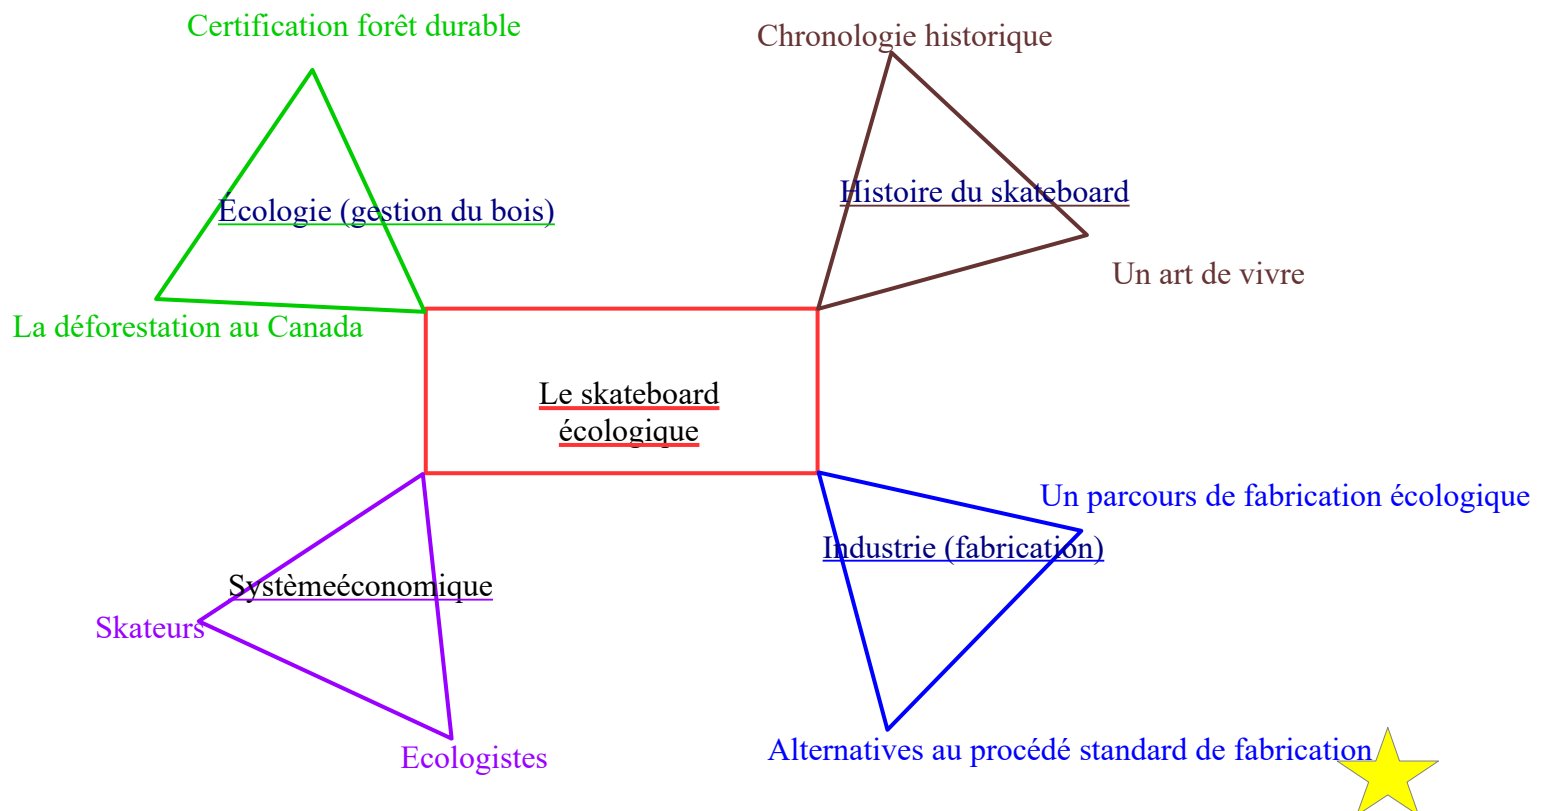 Certification forêt durable
Chronologie historique
Écologie (gestion du bois)
Histoire du skateboard
Un art de vivre
La déforestation au Canada
Le skateboard
écologique
Un parcours de fabrication écologique
Industrie (fabrication)
Systèmeéconomique
Skateurs
Ecologistes
Alternatives au procédé standard de fabrication